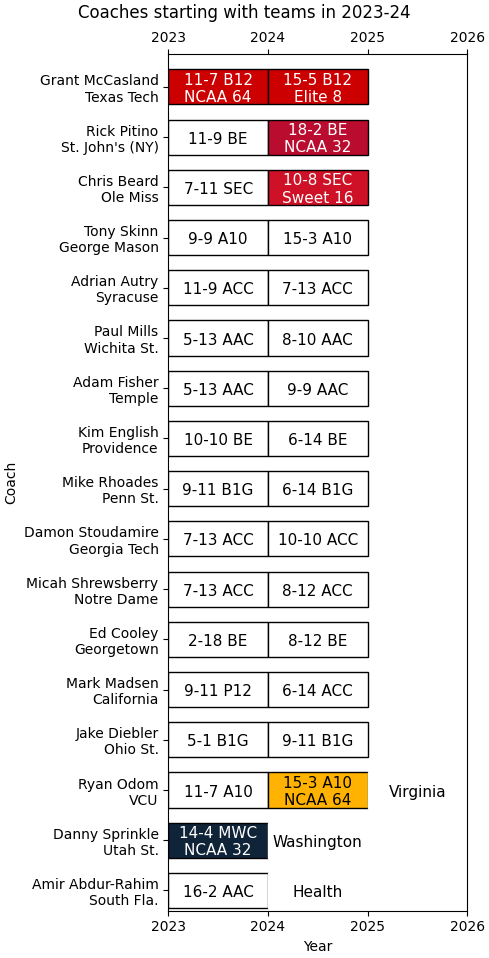 Coaches starting with teams in 2023-24
2023 2024 2025 2026
Grant McCasland
Texas Tech
11-7 B12
NCAA 64
15-5 B12
Elite 8
Rick Pitino
St. John's (NY)
11-9 BE
18-2 BE
NCAA 32
Chris Beard
Ole Miss
7-11 SEC
10-8 SEC
Sweet 16
Tony Skinn
George Mason
9-9 A10
15-3 A10
Adrian Autry
Syracuse
11-9 ACC
7-13 ACC
Paul Mills
Wichita St.
5-13 AAC
8-10 AAC
Adam Fisher
Temple
5-13 AAC
9-9 AAC
Kim English
Providence
10-10 BE
6-14 BE
Mike Rhoades
Penn St.
9-11 B1G
6-14 B1G
Damon Stoudamire
Georgia Tech
7-13 ACC
10-10 ACC
Micah Shrewsberry
Notre Dame
7-13 ACC
8-12 ACC
Ed Cooley
Georgetown
2-18 BE
8-12 BE
Mark Madsen
California
9-11 P12
6-14 ACC
Jake Diebler
Ohio St.
5-1 B1G
9-11 B1G
Ryan Odom
VCU
11-7 A10
15-3 A10
NCAA 64
Virginia
Danny Sprinkle
Utah St.
14-4 MWC
NCAA 32
Washington
Amir Abdur-Rahim
South Fla.
16-2 AAC
Health
2023 2024 2025 2026
Year
Coach